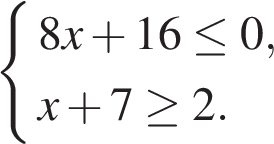 8x + 16 ≤ 0,
x + 7 ≥ 2.